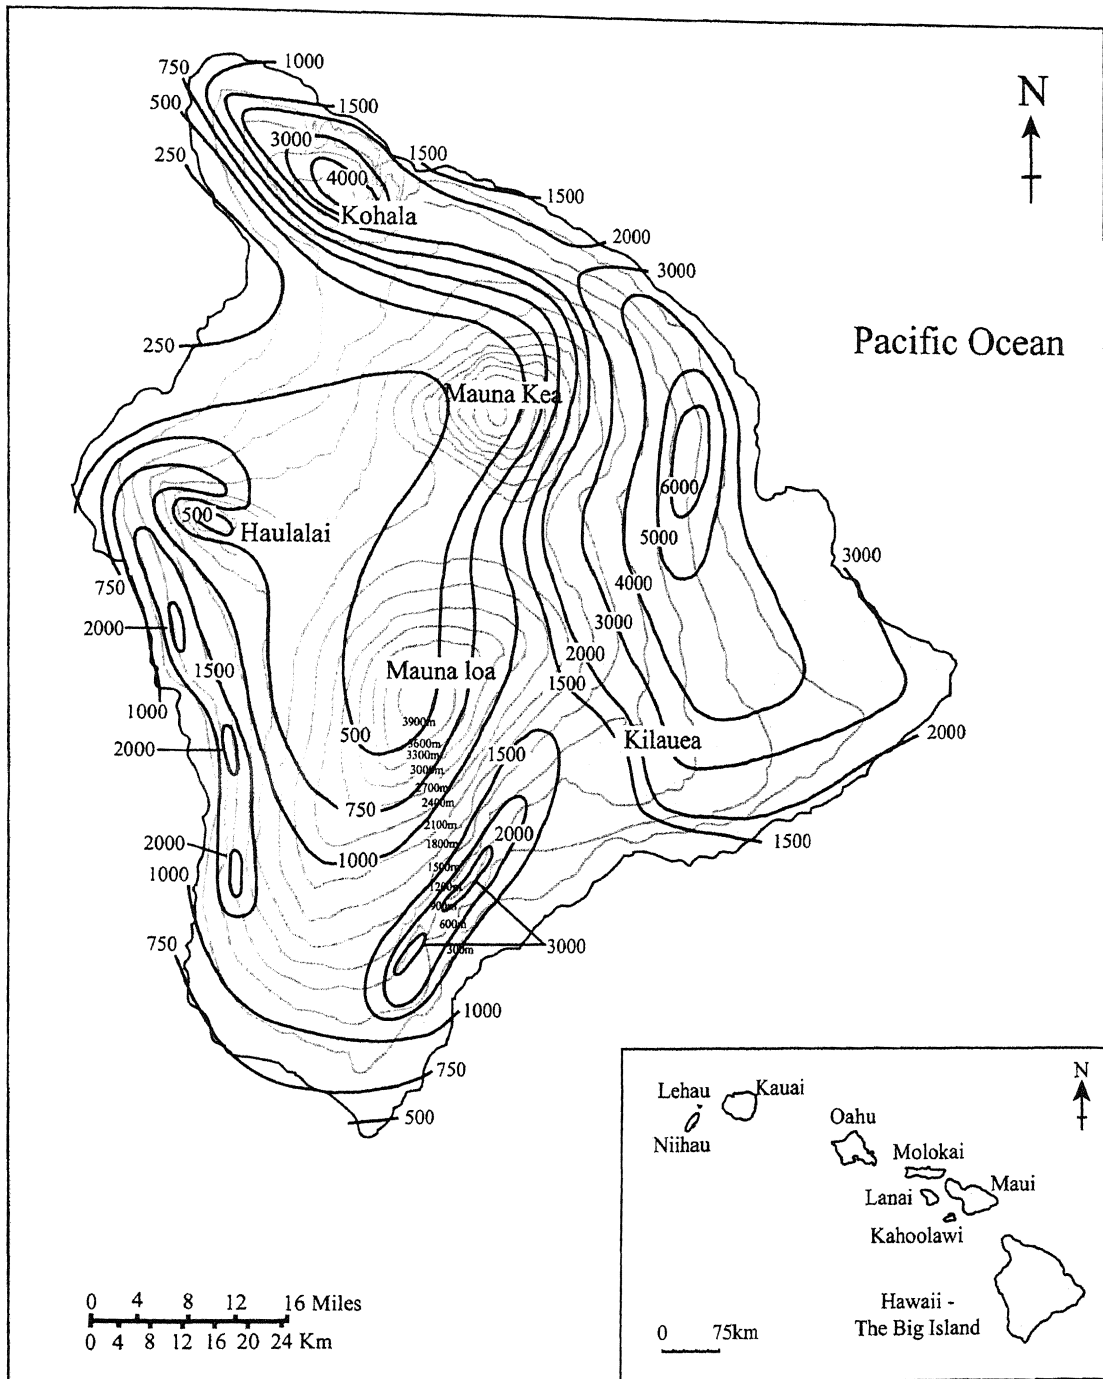 750
1000
500
1500
250
3000
4000
Kohala
1500
1500
2000
3000
N
Pacific Ocean
250
Mauna Kea
6000
500
Haulalai
5000
3000
750
4000
2000
3000
2000
1500
1500
Mauna loa
1000
3900m
2000
500
3600m
3300m
3000m
1500
Kilauea
2000
2700m
750
2400m
2100m
2000
1800m
1500
2000
1000
1000
1500m
1200m
900m
600m
300m
3000
750
1000
750
500
N
Lehau
Kauai
Niihau
Oahu
Molokai
Lanai
Maui
Kahoolawi
Hawaii -
The Big Island
0 75km
0 4 8 12 16 Miles
0 4 8 12 16 20 24 Km